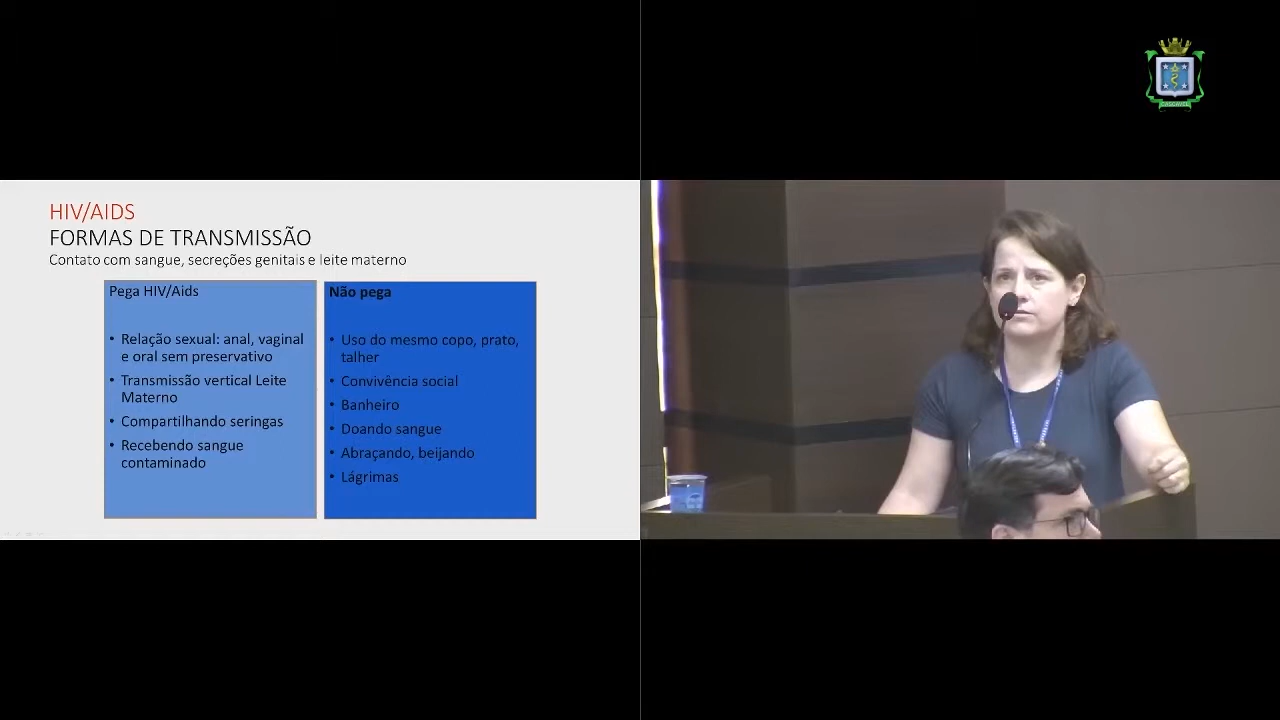 HIV/AIDS
FORMAS DE TRANSMISSÃO
Contato com sangue, secreções genitais e leite materno
Pega HIV/Aids
• Relação sexual: anal, vaginal
e oral sem preservativo
• Transmissão vertical Leite
Materno
• Compartilhando seringas
• Recebendo sangue
contaminado
Não pega
• Uso do mesmo copo, prato,
talher
• Convivência social
• Banheiro
• Doando sangue
• Abraçando, beijando
• Lágrimas
CASCAVEL